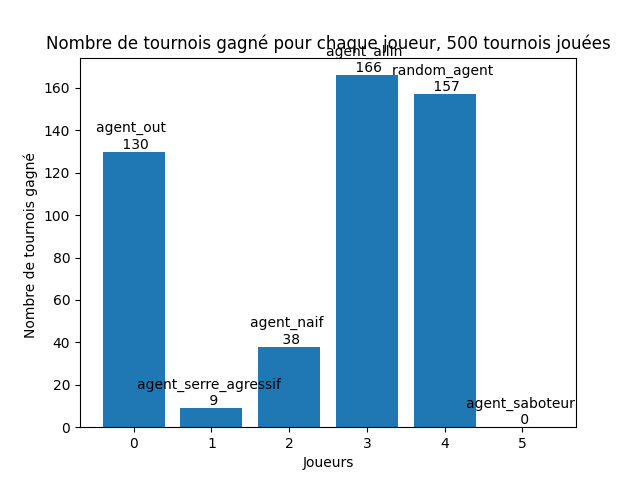 Nombre de tournois gagné pour chaque joueur, 500 tournois jouées
Nombre de tournois gagné
160
140
120
100
80
60
40
20
0
agent_out
130
agent_serre_agressif
9
agent_naif
38
agent_allin
166
random_agent
157
agent_saboteur
0
0 1 2 3 4 5
Joueurs